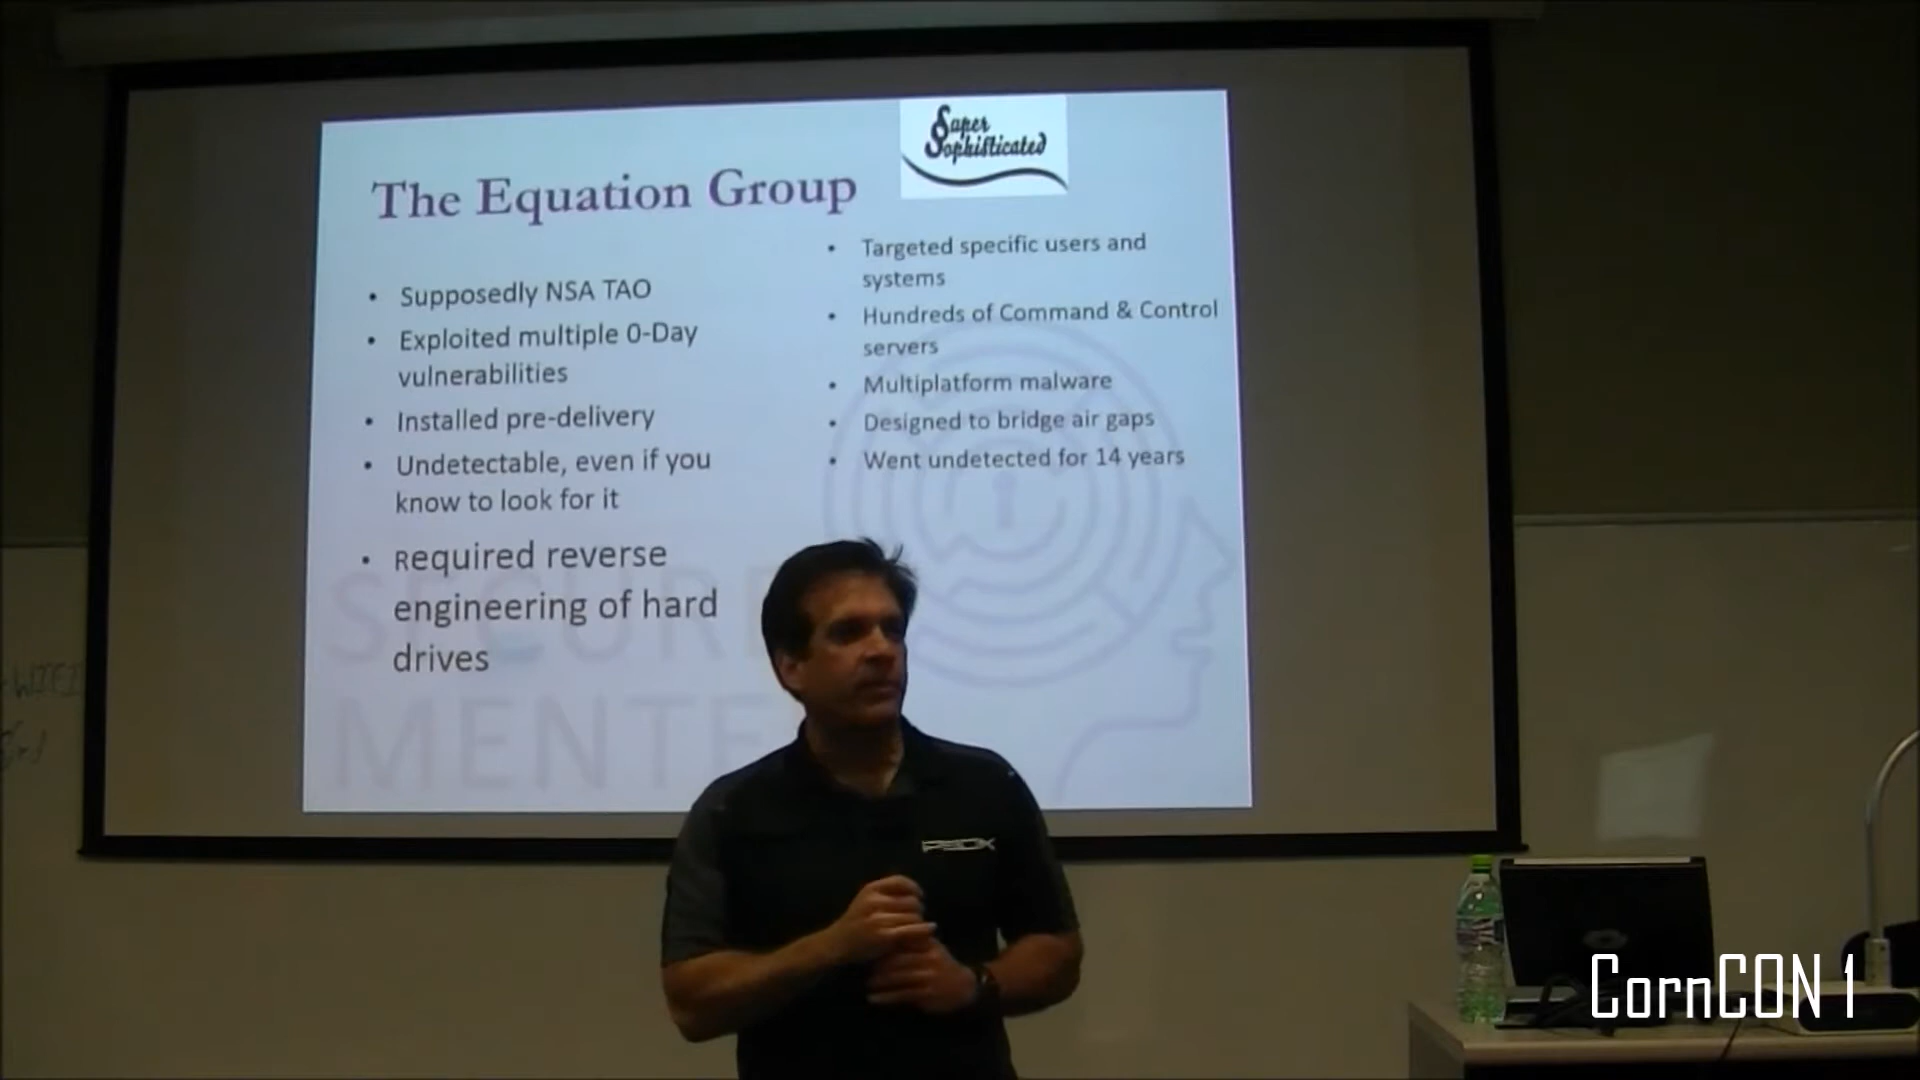 Super
Sophisticated
The Equation Group
• Supposedly NSA TAO
• Exploited multiple 0-Day
vulnerabilities
• Installed pre-delivery
• Undetectable, even if you
know to look for it
• Required reverse
engineering of hard
drives
• Targeted specific users and
systems
• Hundreds of Command & Control
servers
• Multiplatform malware
• Designed to bridge air gaps
• Went undetected for 14 years
SECURE
MENTE
CornCON 1